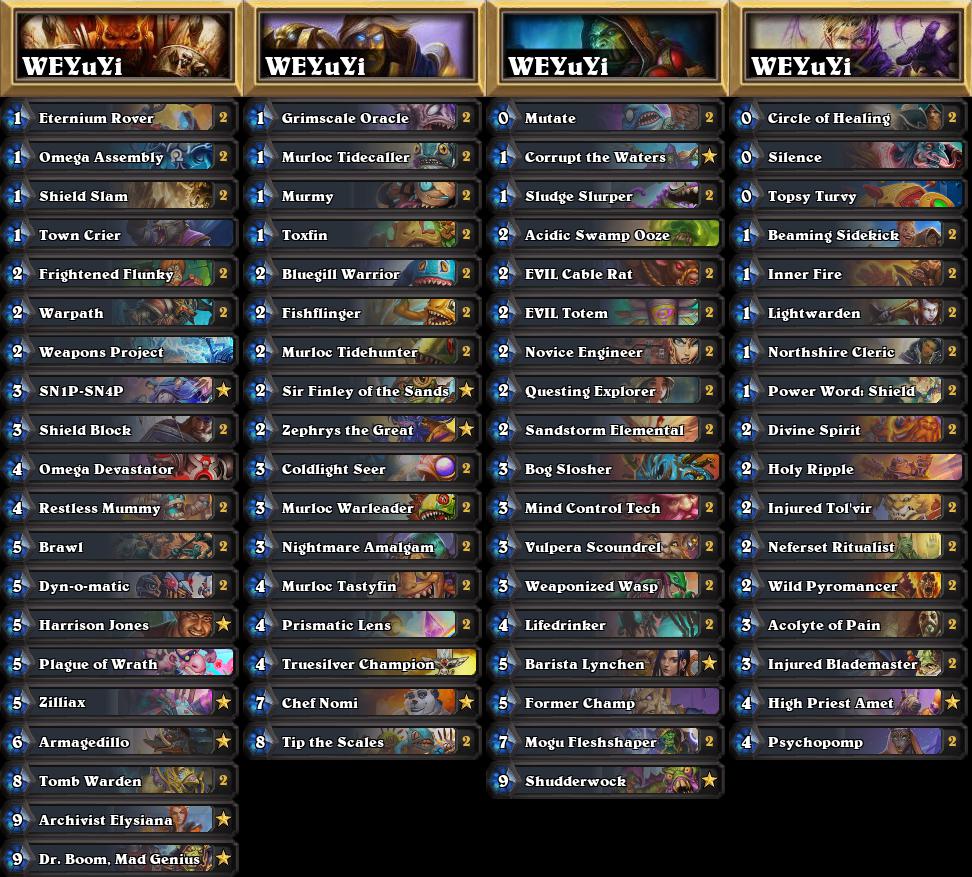 WEYuYi
1 Eternium Rover 2
1 Omega Assembly 2
1 Shield Slam 2
1 Town Crier
2 Frightened Flunky 2
2 Warpath 2
2 Weapons Project
3 SN1P-SN4P
3 Shield Block 2
4 Omega Devastator
4 Restless Mummy 2
5 Brawl 2
5 Dyn-o-matic 2
5 Harrison Jones
5 Plague of Wrath
5 Zilliax
6 Armagedillo
8 Tomb Warden 2
9 Archivist Elysiana
9 Dr. Boom, Mad Genius
WEYuYi
1 Grimscale Oracle 2
1 Murloc Tidecaller 2
1 Murmy 2
1 Toxfin 2
2 Bluegill Warrior 2
2 Fishflinger 2
2 Murloc Tidehunter 2
2 Sir Finley of the Sands
2 Zephrys the Great
3 Coldlight Seer 2
3 Murloc Warleader 2
3 Nightmare Amalgam 2
4 Murloc Tastyfin 2
4 Prismatic Lens 2
4 Truesilver Champion
7 Chef Nomi
8 Tip the Scales 2
WEYuYi
0 Mutate 2
1 Corrupt the Waters
1 Sludge Slurper 2
2 Acidic Swamp Ooze
2 EVIL Cable Rat 2
2 EVIL Totem 2
2 Novice Engineer 2
2 Questing Explorer 2
2 Sandstorm Elemental 2
3 Bog Slosher
3 Mind Control Tech 2
3 Vulpera Scoundrel 2
3 Weaponized Wasp 2
4 Lifedrinker 2
5 Barista Lynchen
5 Former Champ
7 Mogu Fleshshaper 2
9 Shudderwock
WEYuYi
0 Circle of Healing 2
0 Silence
0 Topsy Turvy 2
1 Beaming Sidekick 2
1 Inner Fire 2
1 Lightwarden 2
1 Northshire Cleric 2
1 Power Word: Shield 2
2 Divine Spirit 2
2 Holy Ripple
2 Injured Tol'vir 2
2 Neferset Ritualist 2
2 Wild Pyromancer 2
3 Acolyte of Pain 2
3 Injured Blademaster 2
4 High Priest Amet
4 Psychopomp 2